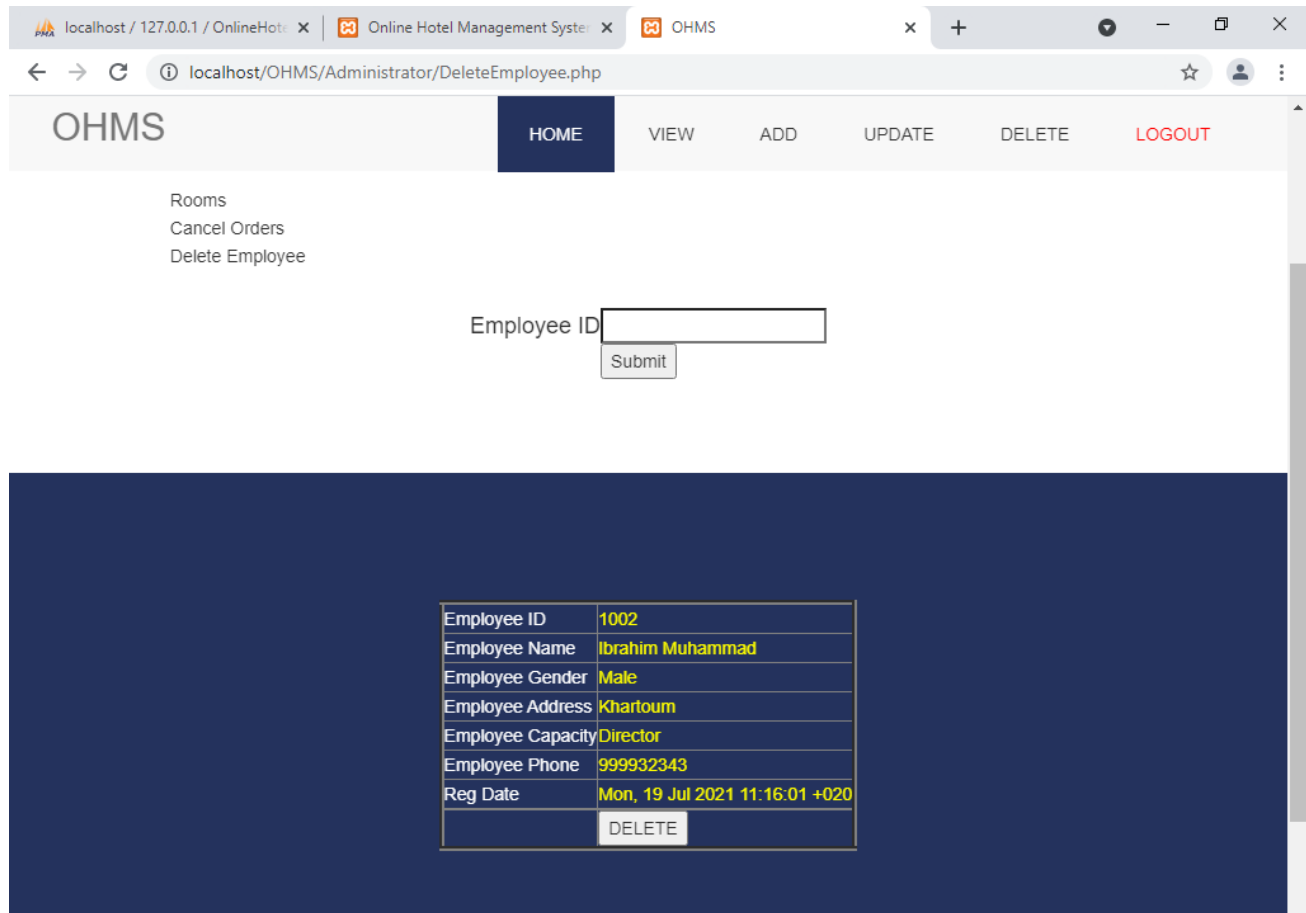 localhost / 127.0.0.1 / OnlineHote
Online Hotel Management Syster
OHMS
localhost/OHMS/Administrator/DeleteEmployee.php
OHMS HOME VIEW ADD UPDATE DELETE LOGOUT
Rooms
Cancel Orders
Delete Employee
Employee ID
Submit
Employee ID 1002
Employee Name Ibrahim Muhammad
Employee Gender Male
Employee Address Khartoum
Employee Capacity Director
Employee Phone 999932343
Reg Date Mon, 19 Jul 2021 11:16:01 +020
DELETE